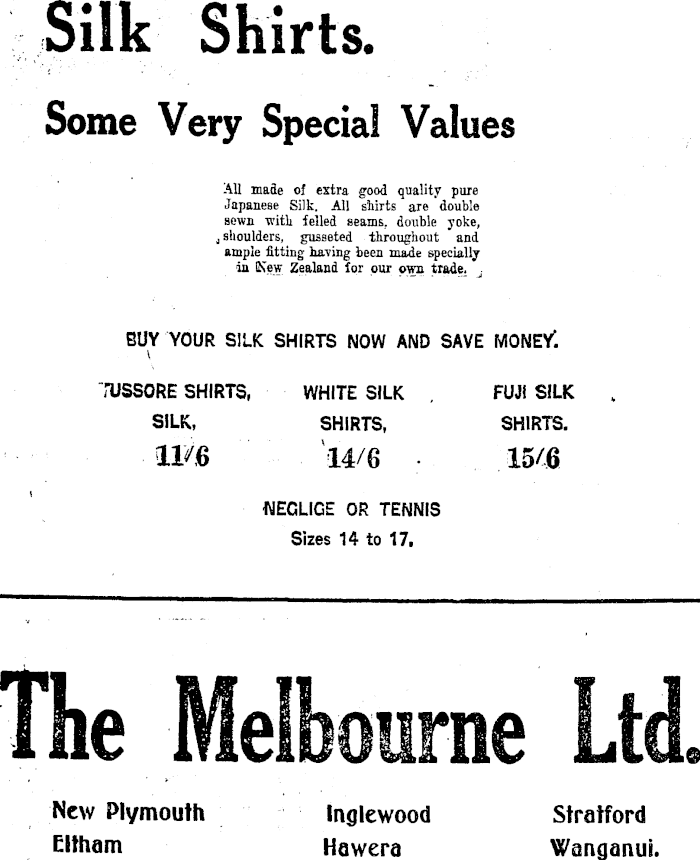 Silk Shirts.
Some Very Special Values
All made of extra good quality pure
Japanese Silk. All shirts are double
sewn with felled seams, double yoke,
shoulders, gusseted throughout and
ample fitting having been made specially
in New Zealand for our own trade.
BUY YOUR SILK SHIRTS NOW AND SAVE MONEY.
TUSSORE SHIRTS, WHITE SILK FUJI SILK
SILK, SHIRTS, SHIRTS.
11/6 14/6 15/6
NEGLIGE OR TENNIS
Sizes 14 to 17.
The Melbourne Ltd.
New Plymouth Inglewood Stratford
Eltham Hawera Wanganui.